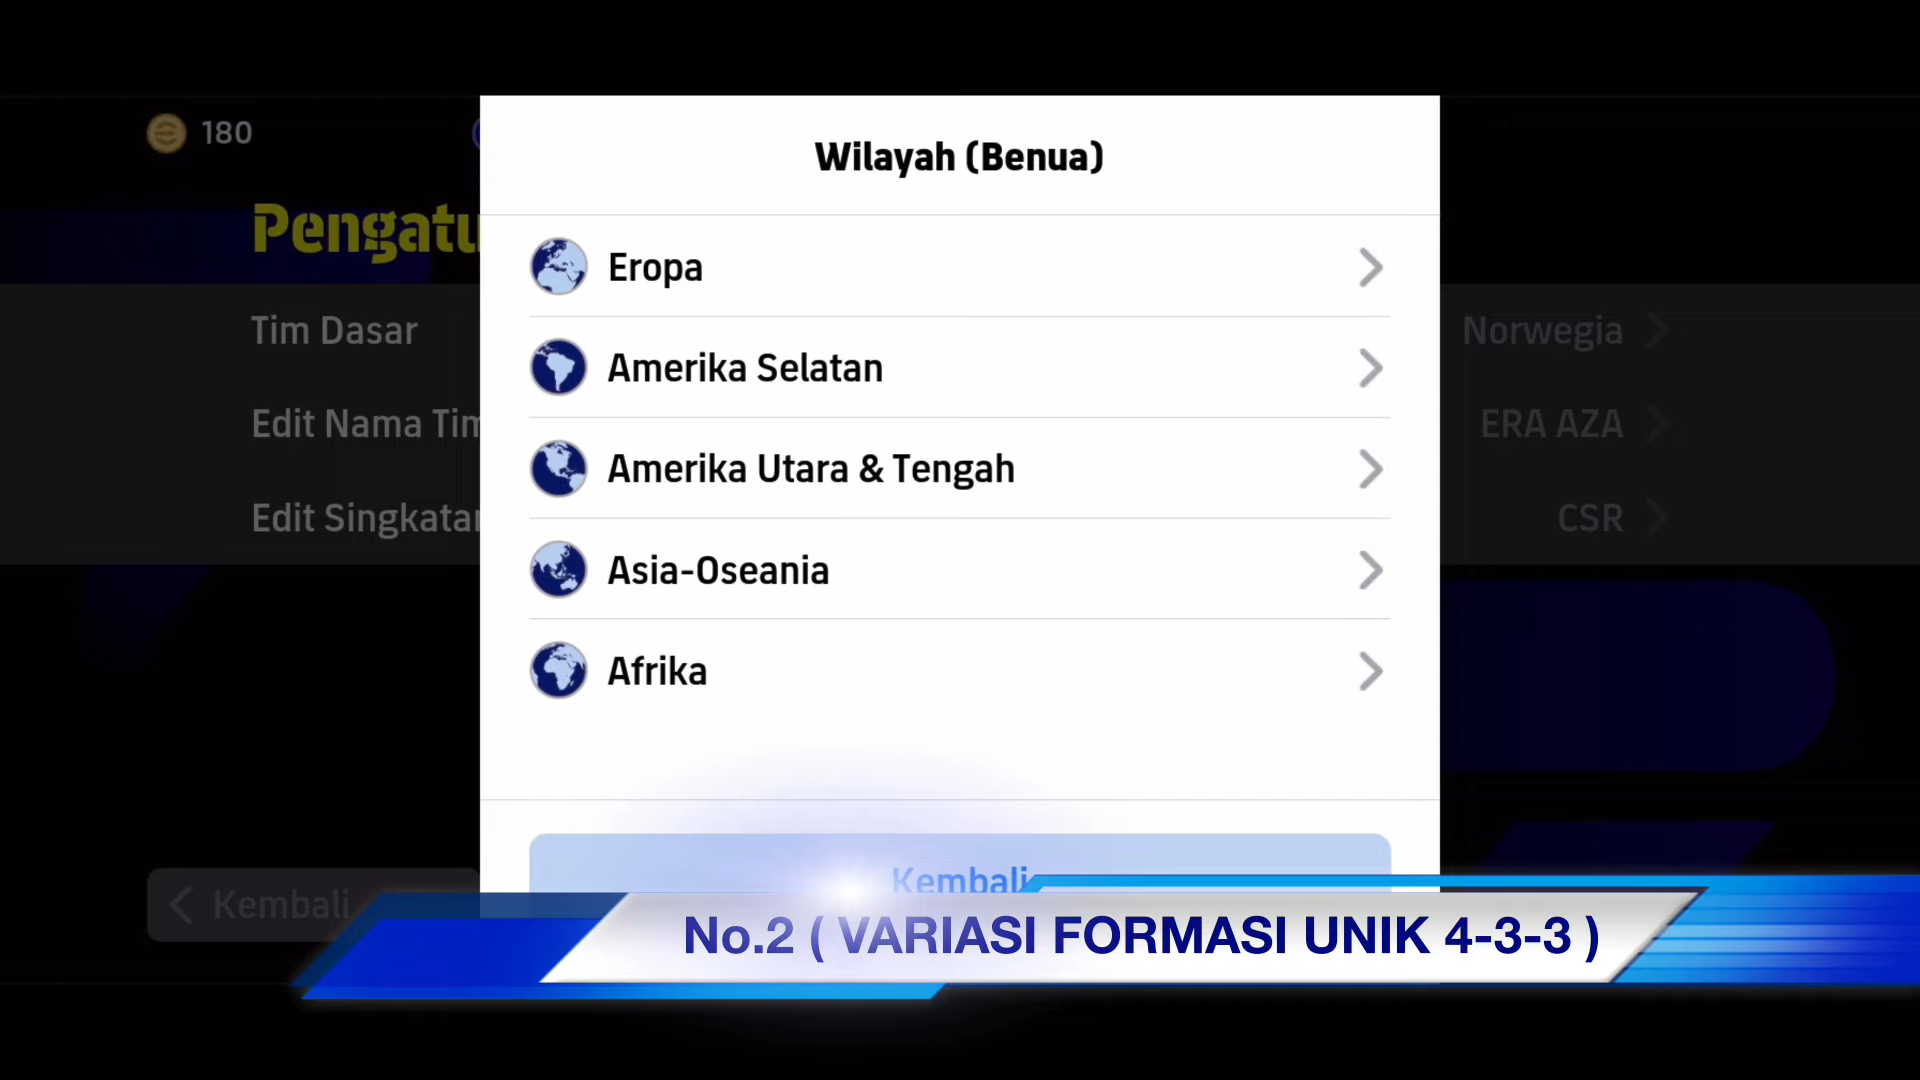 180
Wilayah (Benua)
Pengatu
Eropa
Tim Dasar
Norwegia
Amerika Selatan
Edit Nama Tim
ERA AZA
Amerika Utara & Tengah
Edit Singkatan
CSR
Asia-Oseania
Afrika
Kembali
Kembali
No.2 ( VARIASI FORMASI UNIK 4-3-3 )